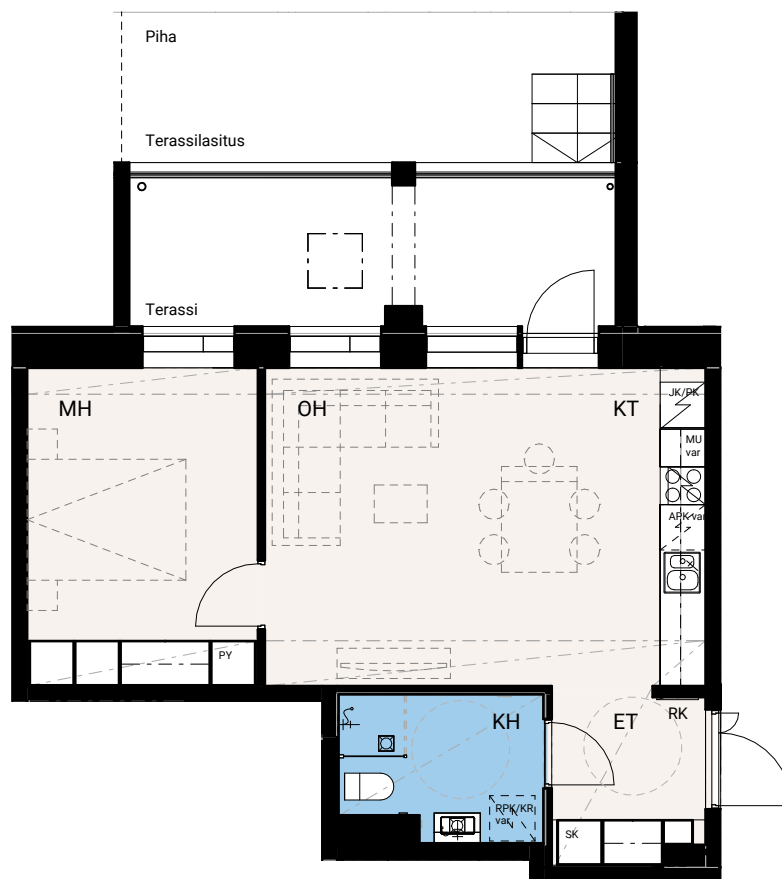 Piha
Terassilasitus
Terassi
MH
OH
KT
JK/PK
MU
var
APK var
PY
KH
ET
RK
RPK/KR
var
SK